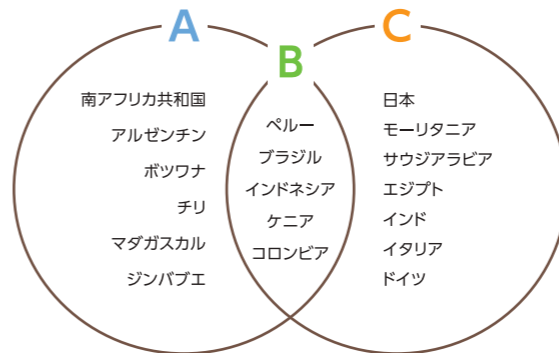 A
B
C
南アフリカ共和国
アルゼンチン
ボツワナ
チリ
マダガスカル
ジンバブエ
ペルー
ブラジル
インドネシア
ケニア
コロンビア
日本
モーリタニア
サウジアラビア
エジプト
インド
イタリア
ドイツ